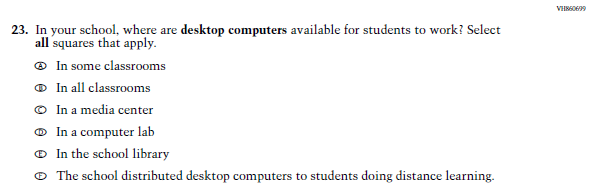 VH860699
23. In your school, where are desktop computers available for students to work? Select
all squares that apply.
A In some classrooms
B In all classrooms
C In a media center
D In a computer lab
E In the school library
F The school distributed desktop computers to students doing distance learning.